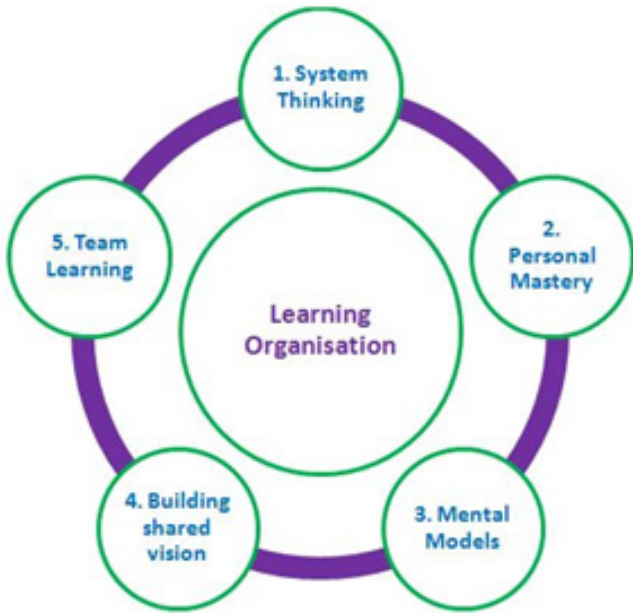 1. System
Thinking
2.
Personal
Mastery
3. Mental
Models
4. Building
shared
vision
5. Team
Learning
Learning
Organisation